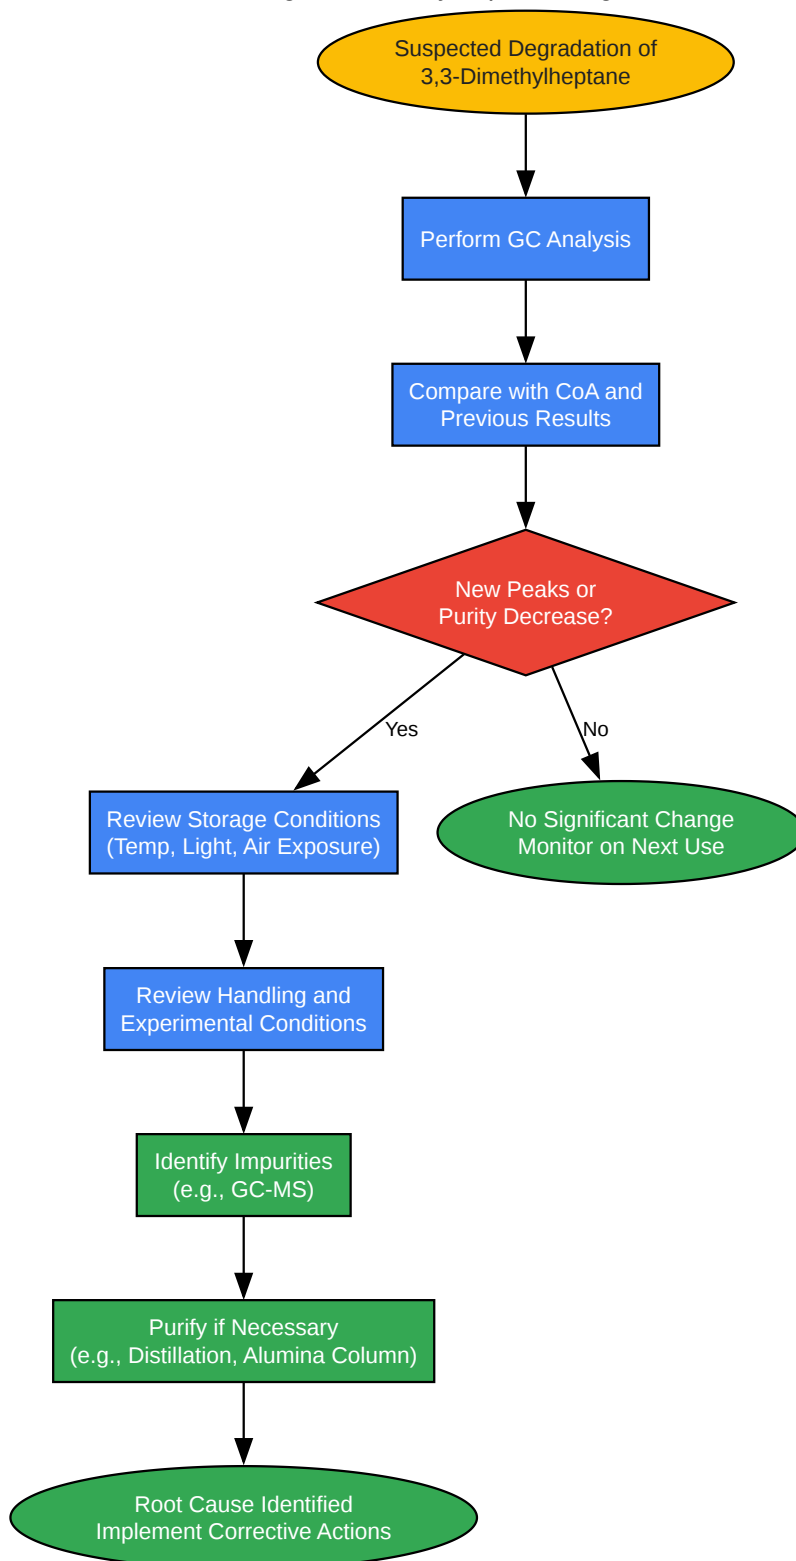 Suspected Degradation of
3,3-Dimethylheptane
Perform GC Analysis
Compare with CoA and
Previous Results
New Peaks or
Purity Decrease?
Yes
No
Review Storage Conditions
(Temp, Light, Air Exposure)
No Significant Change
Monitor on Next Use
Review Handling and
Experimental Conditions
Identify Impurities
(e.g., GC-MS)
Purify if Necessary
(e.g., Distillation, Alumina Column)
Root Cause Identified
Implement Corrective Actions